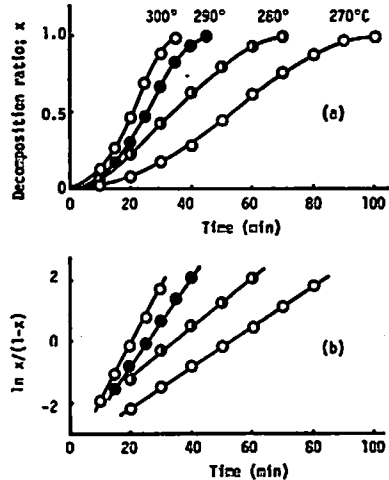 300° 290° 280° 270°C
Decomposition ratio; x
1.0
0.5
0
(a)
0 20 40 60 80 100
Time (min)
ln x/(1-x)
2
0
-2
(b)
0 20 40 60 80 100
Time (min)